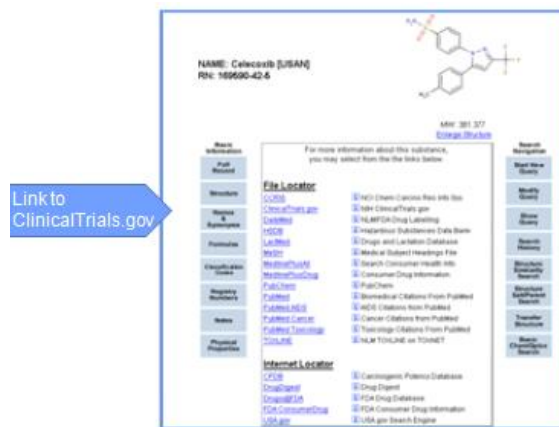 NAME: Celecoxib [USAN]
RN: 169590-42-5
MW: 381.377
Enlarge Structure
Link to
ClinicalTrials.gov
Basic
Information
Full
Record
Structure
Names
&
Synonyms
Formulas
Classification
Codes
Registry
Numbers
Notes
Physical
Properties
For more information about this substance,
you may select from the the links below.
File Locator
CCRIS NCI Chem Carcino Res Info Sys
ClinicalTrials.gov NIH ClinicalTrials.gov
DailyMed NLM/FDA Drug Labelling
HSDB Hazardous Substances Data Bank
LactMed Drugs and Lactation Database
MeSH Medical Subject Headings File
MedlinePlusAll Search Consumer Health Info
MedlinePlusDrug Consumer Drug Information
PubChem PubChem
PubMed Biomedical Citations From PubMed
PubMed AIDS AIDS Citations from PubMed
PubMed Cancer Cancer Citations from PubMed
PubMed Toxicology Toxicology Citations From PubMed
TOXLINE NLM TOXLINE on TOXNET
Internet Locator
CPDB Carcinogenic Potency Database
DrugDigest Drug Digest
Drugs@FDA FDA Drug Database
FDA ConsumerDrug FDA Consumer Drug Information
USA.gov USA.gov Search Engine
Search
Navigation
Start New
Query
Modify
Query
Show
Query
Search
History
Structure
Similarity
Search
Structure
Search
Transfer
Structure
Basic
Search